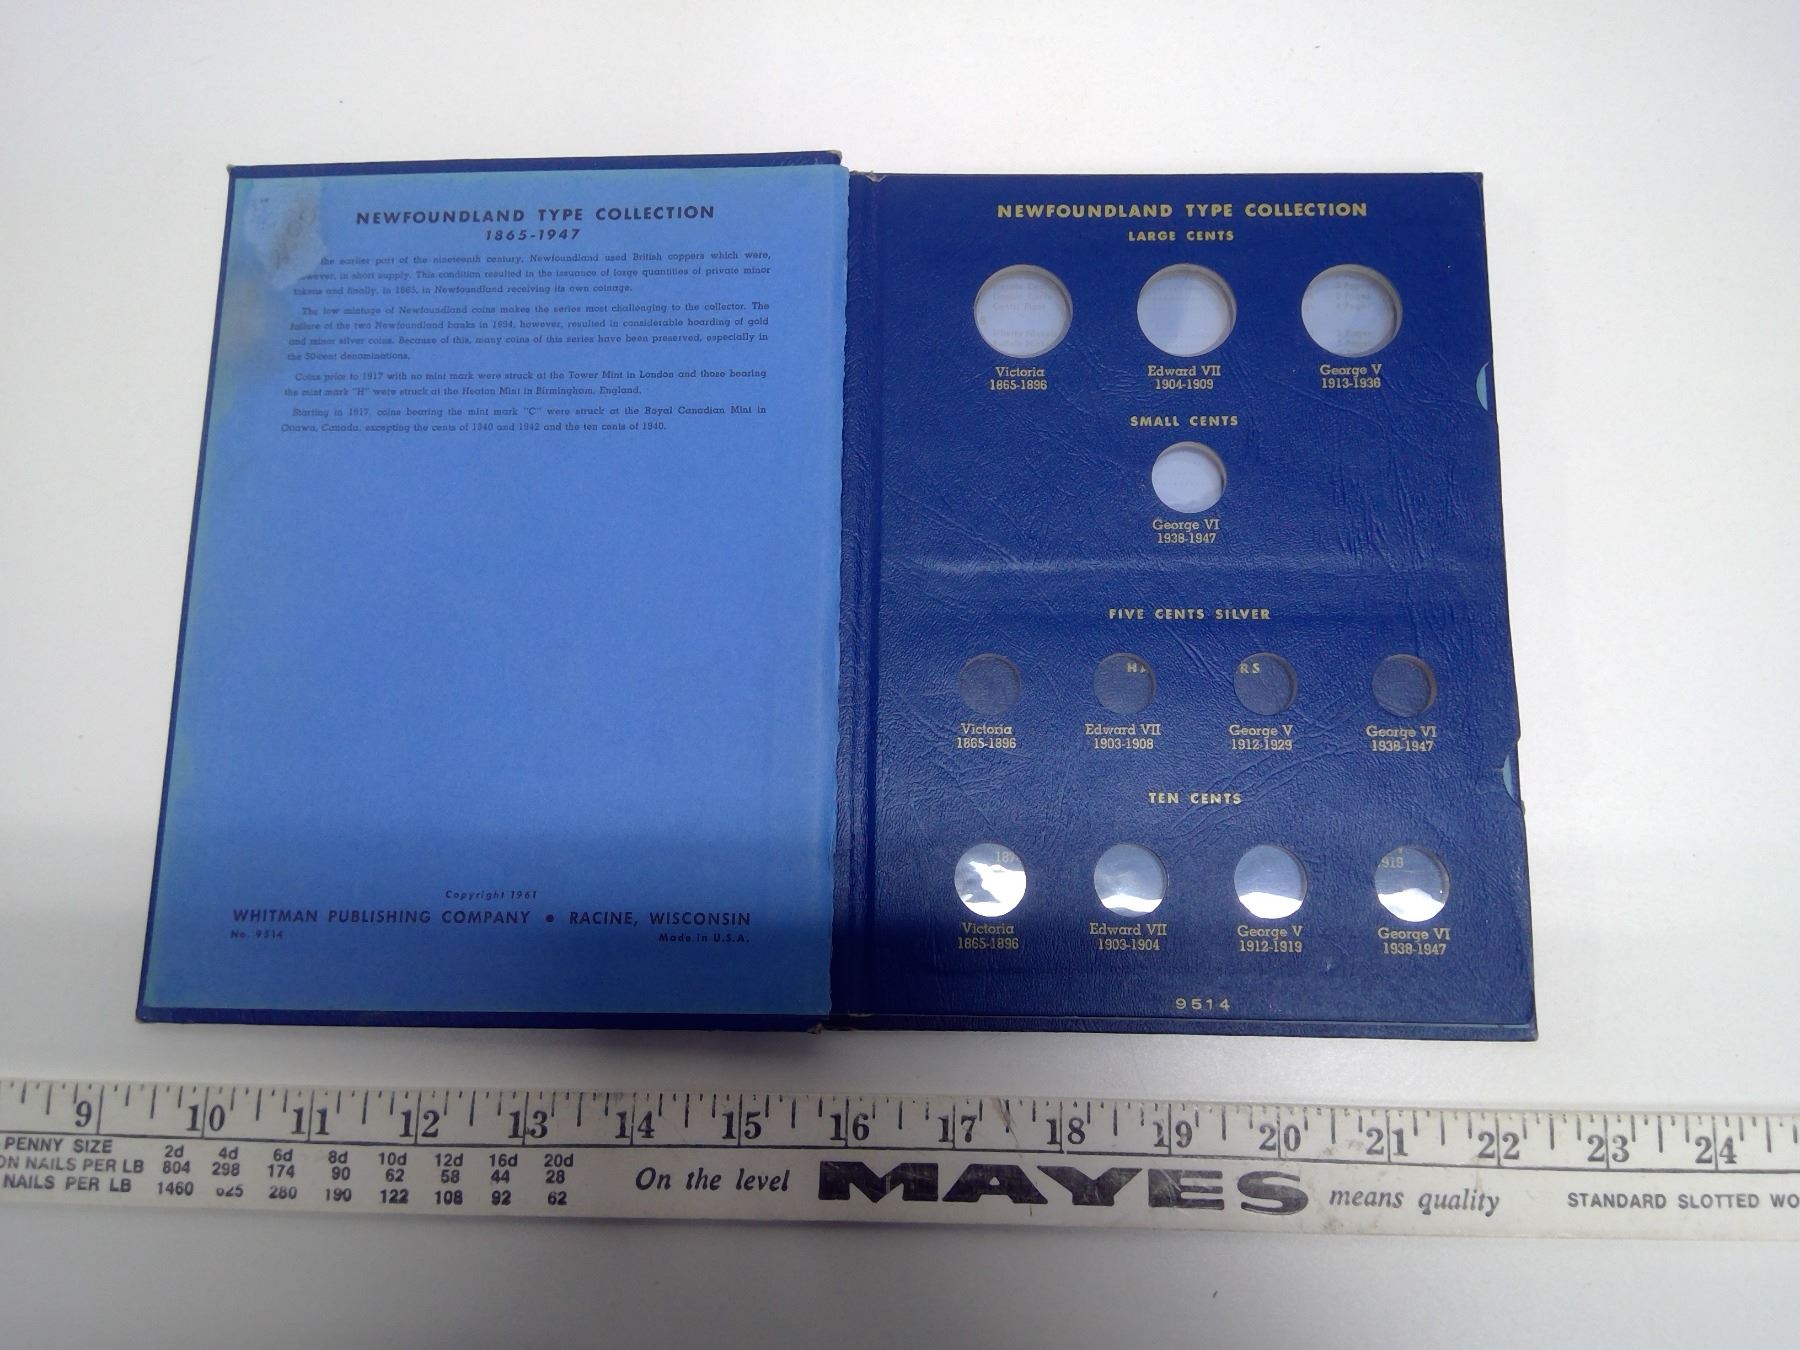 NEWFOUNDLAND TYPE COLLECTION
1865-1947
the earlier part of the nineteenth century, Newfoundland used British coppers which were,
however, in short supply. This condition resulted in the issuance of large quantities of private minor
tokens and finally, in 1865, in Newfoundland receiving its own coinage.
The low mintage of Newfoundland coins makes the series most challenging to the collector. The
failure of the two Newfoundland banks in 1894, however, resulted in considerable hoarding of gold
and minor silver coins. Because of this, many coins of this series have been preserved, especially in
the 50-cent denominations.
Coins prior to 1917 with no mint mark were struck at the Tower Mint in London and those bearing
the mint mark "H" were struck at the Heaton Mint in Birmingham, England.
Starting in 1917, coins bearing the mint mark "C" were struck at the Royal Canadian Mint in
Ottawa, Canada, excepting the cents of 1940 and 1942 and the ten cents of 1940.
Copyright 1961
WHITMAN PUBLISHING COMPANY • RACINE, WISCONSIN
No. 9514 Made in U.S.A.
NEWFOUNDLAND TYPE COLLECTION
LARGE CENTS
Victoria Edward VII George V
1865-1896 1904-1909 1913-1936
SMALL CENTS
George VI
1938-1947
FIVE CENTS SILVER
RS
Victoria Edward VII George V George VI
1865-1896 1903-1908 1912-1929 1938-1947
TEN CENTS
187 919
Victoria Edward VII George V George VI
1865-1896 1903-1904 1912-1919 1938-1947
9514
9 10 11 12 13 14 15 16 17 18 19 20 21 22 23 24
PENNY SIZE 2d 4d 6d 8d 10d 12d 16d 20d
ON NAILS PER LB 804 298 174 90 62 58 44 28
NAILS PER LB 1460 625 280 190 122 108 92 62
On the level MAYES means quality STANDARD SLOTTED WO